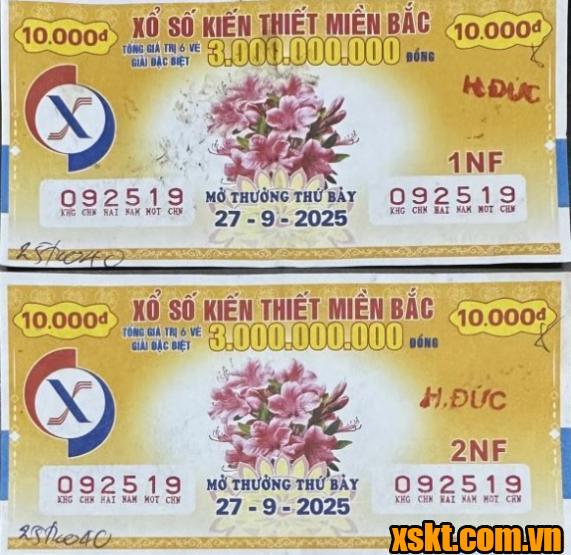 10.000đ XỔ SỐ KIẾN THIẾT MIỀN BẮC 10.000đ
TỔNG GIÁ TRỊ 6 VÉ
GIẢI ĐẶC BIỆT 3.000.000.000 ĐỒNG
X H.ĐỨC
1NF
092519 MỞ THƯỞNG THỨ BẢY 092519
KHG CHN HAI NAM MOT CHN 27-9-2025 KHG CHN HAI NAM MOT CHN
10.000đ XỔ SỐ KIẾN THIẾT MIỀN BẮC 10.000đ
TỔNG GIÁ TRỊ 6 VÉ
GIẢI ĐẶC BIỆT 3.000.000.000 ĐỒNG
X H.ĐỨC
2NF
092519 MỞ THƯỞNG THỨ BẢY 092519
KHG CHN HAI NAM MOT CHN 27-9-2025 KHG CHN HAI NAM MOT CHN
xskt.com.vn